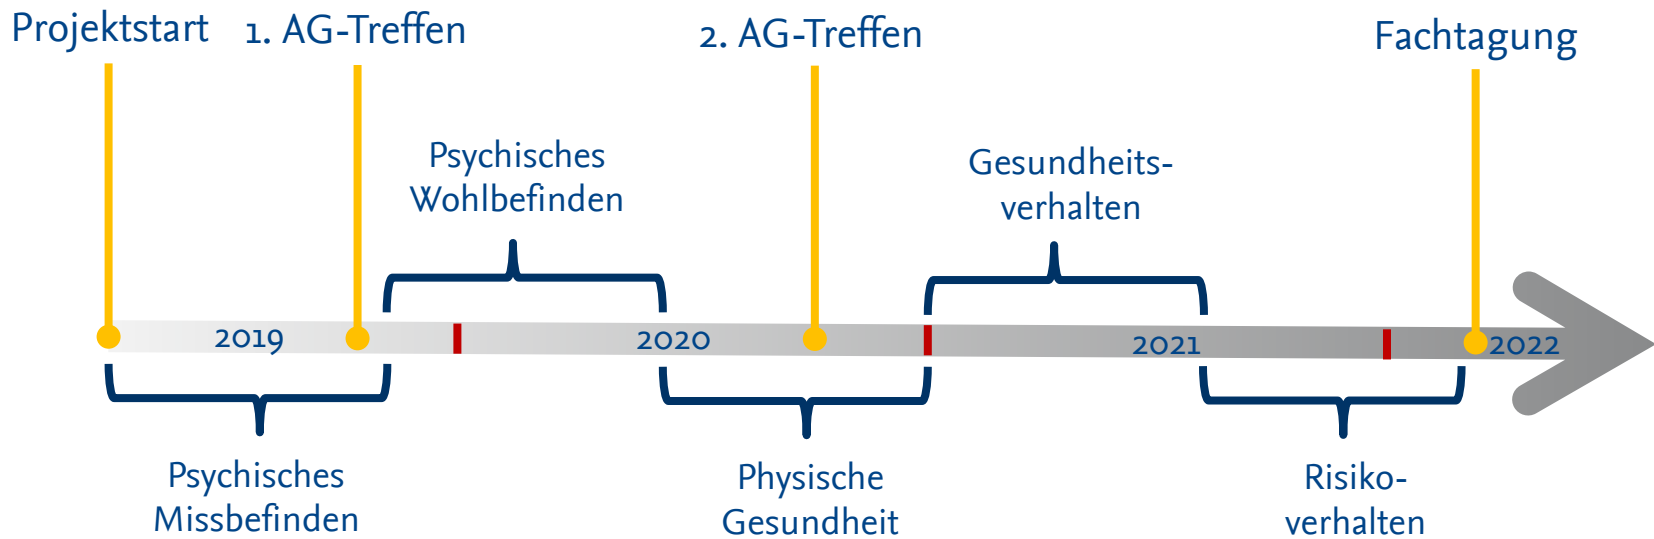 Projektstart
1. AG-Treffen
2. AG-Treffen
Fachtagung
Psychisches
Wohlbefinden
Gesundheits-
verhalten
2019
2020
2021
2022
Psychisches
Missbefinden
Physische
Gesundheit
Risiko-
verhalten